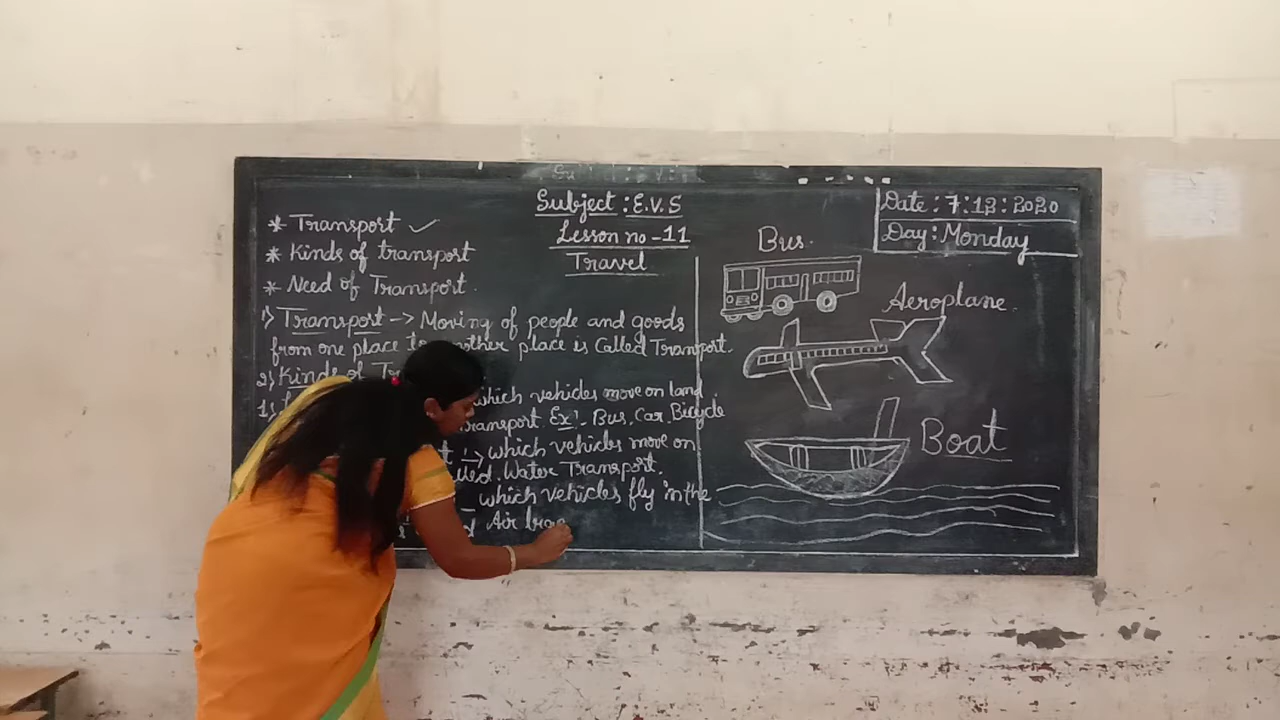 Subject : E.V.S
Lesson no - 11
Travel
Date : 7:12:2020
Day : Monday
* Transport ✓
* Kinds of transport
* Need of Transport.
1) Transport -> Moving of people and goods
from one place to another place is Called Transport.
2) Kinds of
1)
which vehicles move on land
Transport. Ex:- Bus, Car, Bicycle
:-> which vehicles move on
Water Transport.
which vehicles fly in the
Air
Bus.
Aeroplane.
Boat